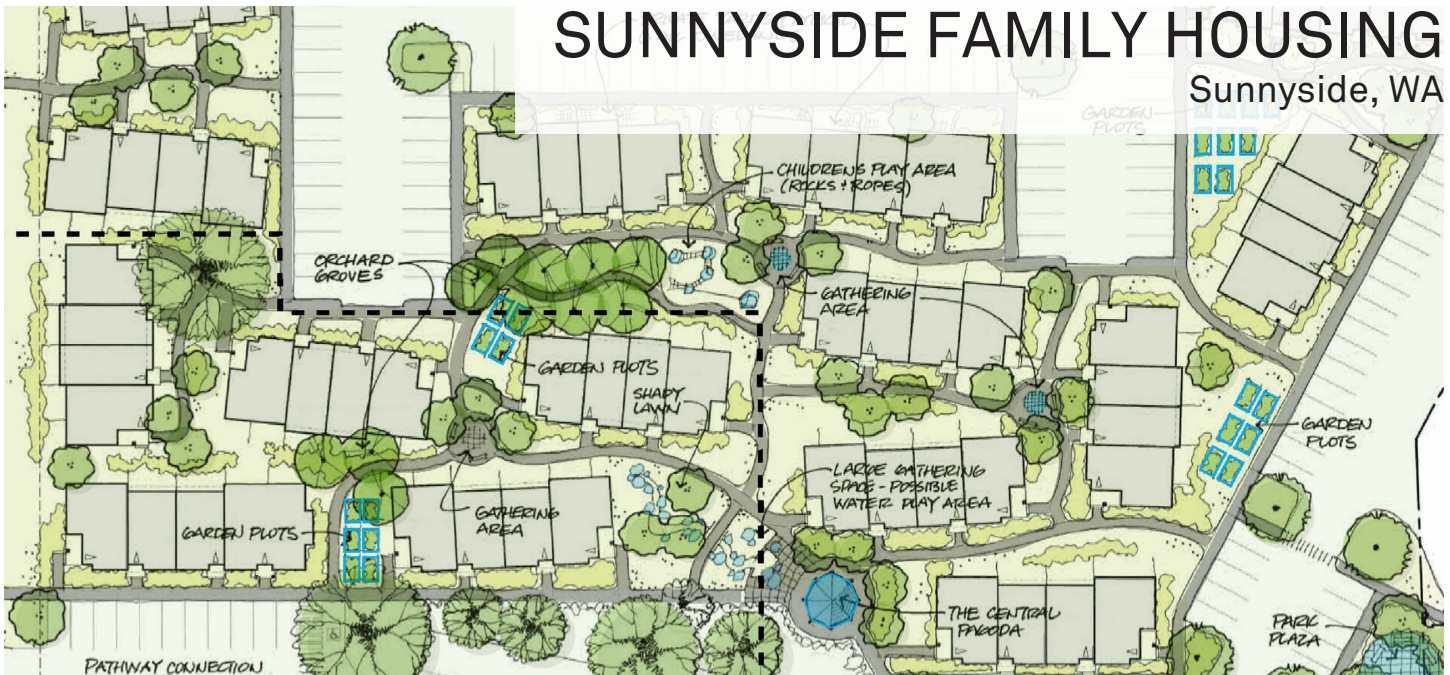 SUNNYSIDE FAMILY HOUSING
Sunnyside, WA
GARDEN
PLOTS
CHILDRENS PLAY AREA
(ROCKS & ROPES)
ORCHARD
GROVES
GATHERING
AREA
GARDEN PLOTS
SHADY
LAWN
GARDEN
PLOTS
LARGE GATHERING
SPACE - POSSIBLE
WATER PLAY AREA
GATHERING
AREA
GARDEN PLOTS
THE CENTRAL
PAGODA
PARK
PLAZA
PATHWAY CONNECTION